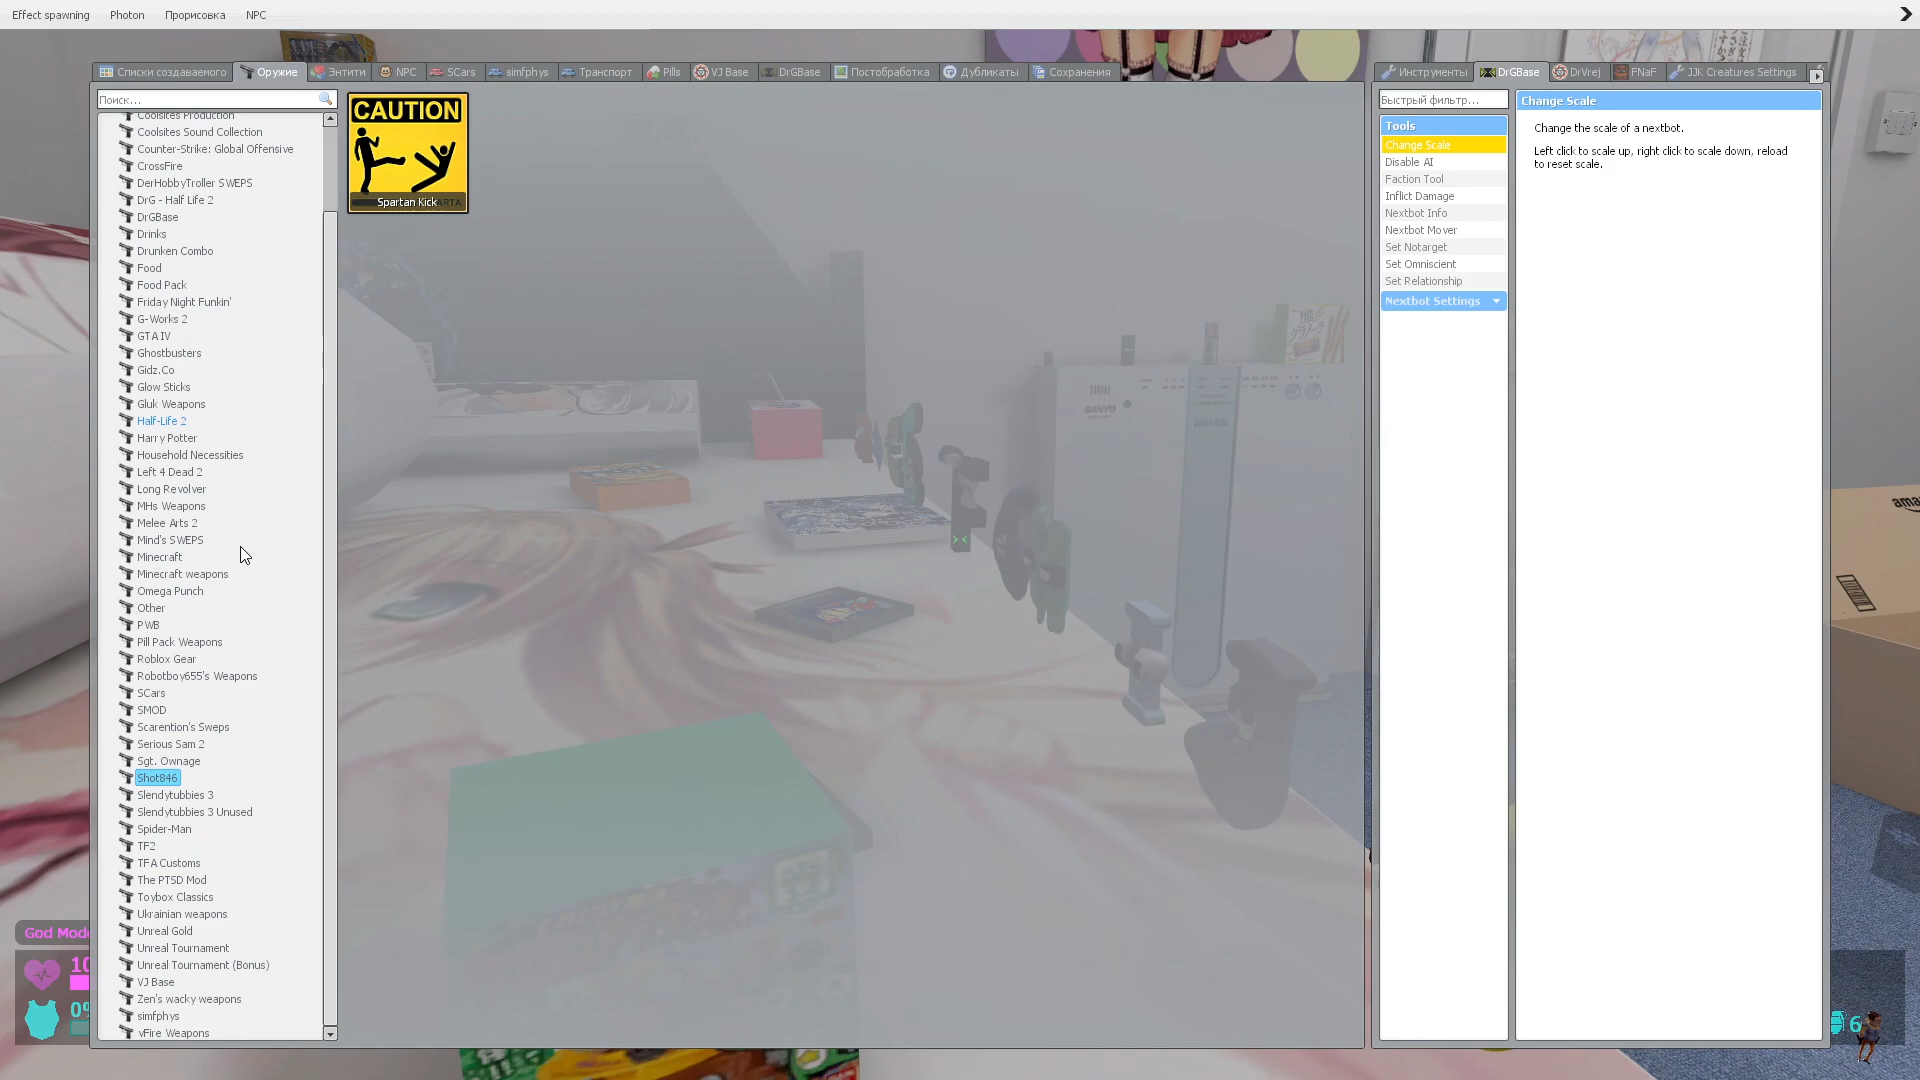 Effect spawning Photon Прорисовка NPC
Списки создаваемого Оружие Энтити NPC SCars simfphys Транспорт Pills VJ Base DrGBase Постобработка Дубликаты Сохранения
Инструменты DrGBase DrVrej FNaF JJK Creatures Settings
Поиск...
Coolsites Production
Coolsites Sound Collection
Counter-Strike: Global Offensive
CrossFire
DerHobbyTroller SWEPS
DrG - Half Life 2
DrGBase
Drinks
Drunken Combo
Food
Food Pack
Friday Night Funkin'
G-Works 2
GTA IV
Ghostbusters
Gidz.Co
Glow Sticks
Gluk Weapons
Half-Life 2
Harry Potter
Household Necessities
Left 4 Dead 2
Long Revolver
MHs Weapons
Melee Arts 2
Mind's SWEPS
Minecraft
Minecraft weapons
Omega Punch
Other
PWB
Pill Pack Weapons
Roblox Gear
Robotboy655's Weapons
SCars
SMOD
Scarention's Sweps
Serious Sam 2
Sgt. Ownage
Shot846
Slendytubbies 3
Slendytubbies 3 Unused
Spider-Man
TF2
TFA Customs
The PTSD Mod
Toybox Classics
Ukrainian weapons
Unreal Gold
Unreal Tournament
Unreal Tournament (Bonus)
VJ Base
Zen's wacky weapons
simfphys
vFire Weapons
CAUTION
Spartan Kick
SANYO
Быстрый фильтр...
Tools
Change Scale
Disable AI
Faction Tool
Inflict Damage
Nextbot Info
Nextbot Mover
Set Notarget
Set Omniscient
Set Relationship
Nextbot Settings
Change Scale
Change the scale of a nextbot.
Left click to scale up, right click to scale down, reload
to reset scale.
God Mode
10
0%
6